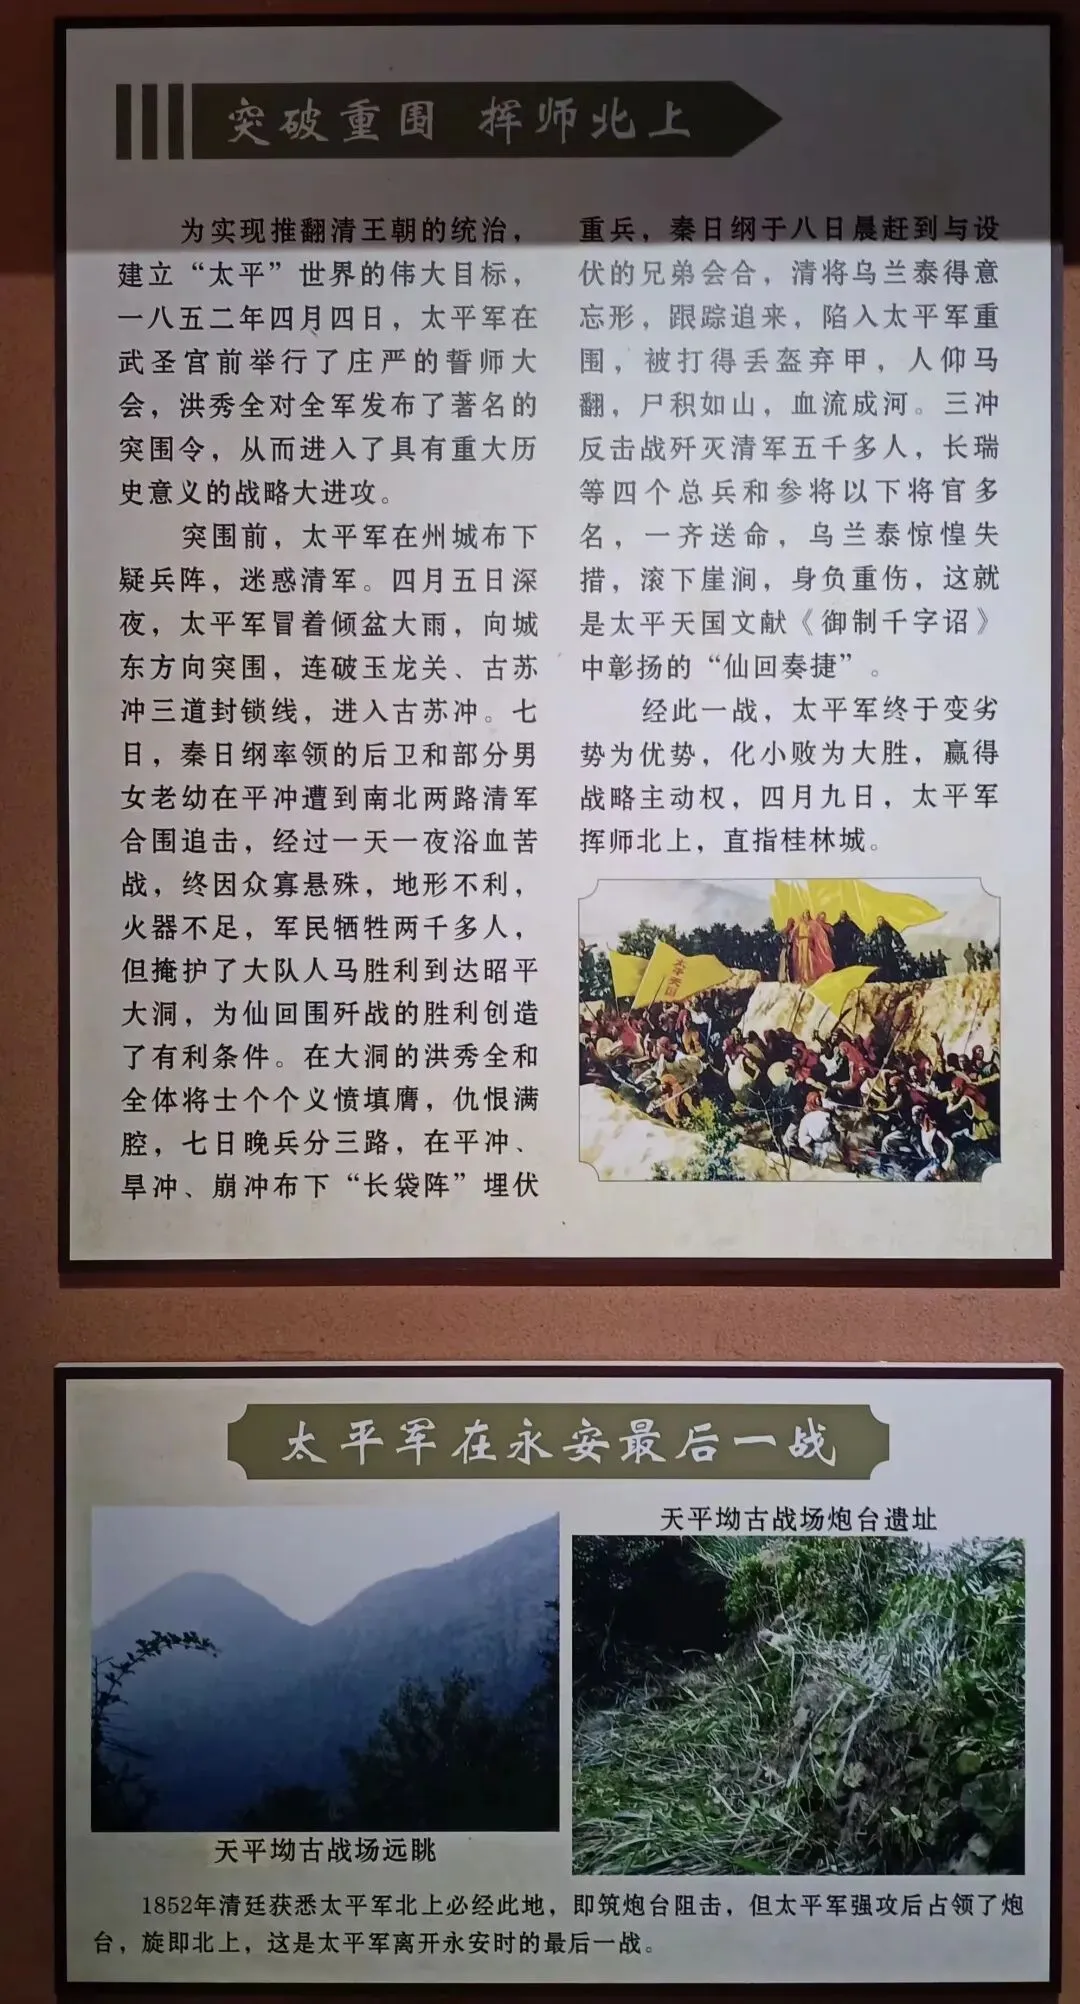 突破重围 挥师北上
为实现推翻清王朝的统治，
建立“太平”世界的伟大目标，
一八五二年四月四日，太平军在
武圣宫前举行了庄严的誓师大
会，洪秀全对全军发布了著名的
突围令，从而进入了具有重大历
史意义的战略大进攻。
突围前，太平军在州城布下
疑兵阵，迷惑清军。四月五日深
夜，太平军冒着倾盆大雨，向城
东方向突围，连破玉龙关、古苏
冲三道封锁线，进入古苏冲。七
日，秦日纲率领的后卫和部分男
女老幼在平冲遭到南北两路清军
合围追击，经过一天一夜浴血苦
战，终因众寡悬殊，地形不利，
火器不足，军民牺牲两千多人，
但掩护了大队人马胜利到达昭平
大洞，为仙回围歼战的胜利创造
了有利条件。在大洞的洪秀全和
全体将士个个义愤填膺，仇恨满
腔，七日晚兵分三路，在平冲、
旱冲、崩冲布下“长袋阵”埋伏
重兵，秦日纲于八日晨赶到与设
伏的兄弟会合，清将乌兰泰得意
忘形，跟踪追来，陷入太平军重
围，被打得丢盔弃甲，人仰马
翻，尸积如山，血流成河。三冲
反击战歼灭清军五千多人，长瑞
等四个总兵和参将以下将官多
名，一齐送命，乌兰泰惊惶失
措，滚下崖涧，身负重伤，这就
是太平天国文献《御制千字诏》
中彰扬的“仙回奏捷”。
经此一战，太平军终于变劣
势为优势，化小败为大胜，赢得
战略主动权，四月九日，太平军
挥师北上，直指桂林城。
太平天国
太平军在永安最后一战
天平坳古战场炮台遗址
天平坳古战场远眺
1852年清廷获悉太平军北上必经此地，即筑炮台阻击，但太平军强攻后占领了炮
台，旋即北上，这是太平军离开永安时的最后一战。